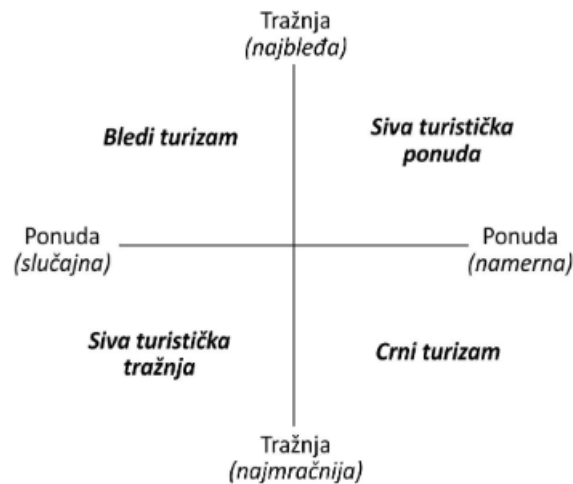 Tražnja
(najbleđa)
Bledi turizam
Siva turistička
ponuda
Ponuda
(slučajna)
Ponuda
(namerna)
Siva turistička
tražnja
Crni turizam
Tražnja
(najmračnija)